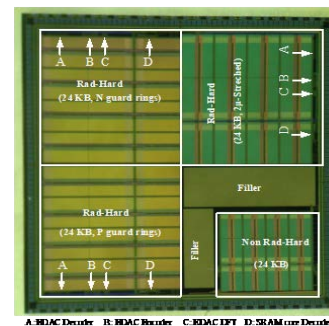 A B C D
Rad-Hard
(24 KB, N guard rings)
Rad-Hard
(24 KB, 2μ-Streched)
A
B
C
D
Rad-Hard
(24 KB, P guard rings)
A B C D
Filler
Filler
Non Rad-Hard
(24 KB)
A: EDAC Decoder B: EDAC Encoder C: EDAC DFT D: SRAM core Decoder